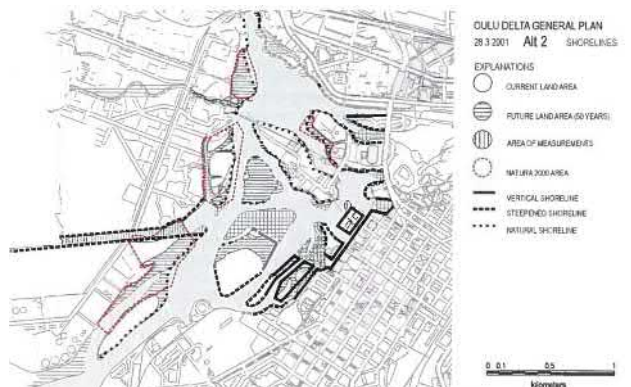 OULU DELTA GENERAL PLAN
28.3.2001 Alt 2 SHORELINES
EXPLANATIONS
CURRENT LAND AREA
FUTURE LAND AREA (50 YEARS)
AREA OF MEASUREMENTS
NATURA 2000 AREA
VERTICAL SHORELINE
STEEPENED SHORELINE
NATURAL SHORELINE
0 0,1 0,5 1
kilometers